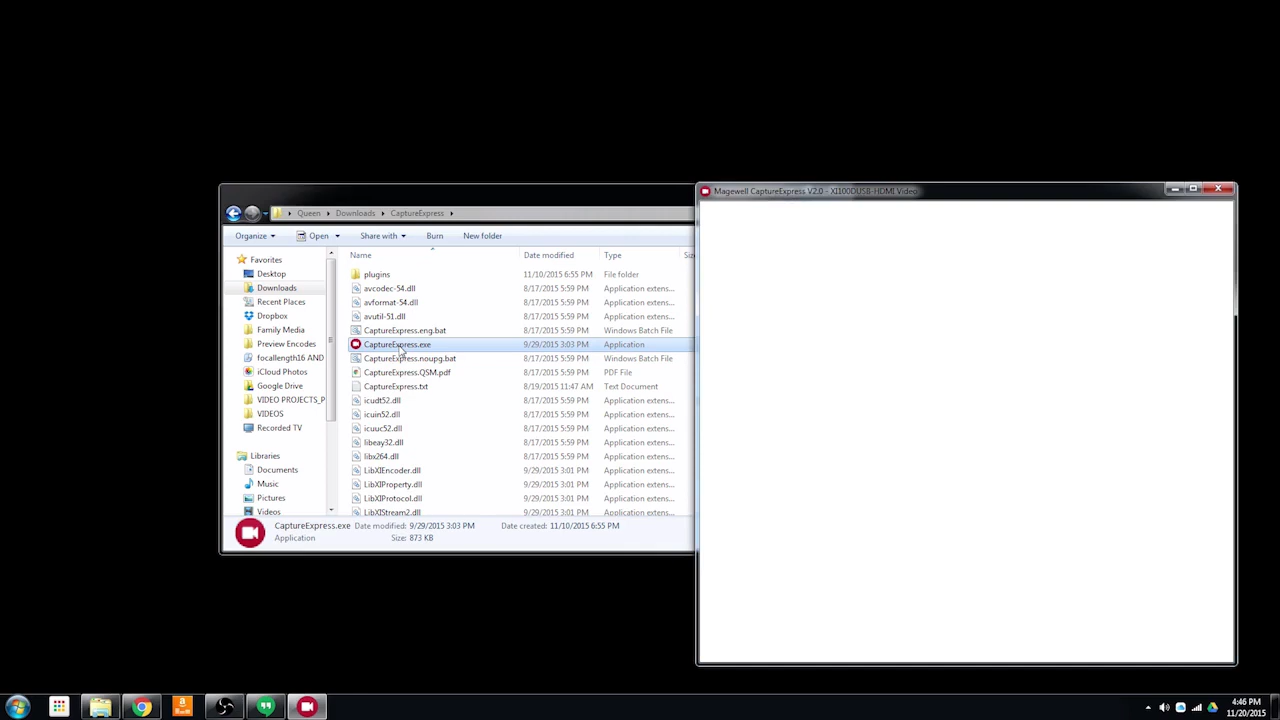 Magewell CaptureExpress V2.0 - XI100DUSB-HDMI Video
Queen Downloads CaptureExpress
Organize Open Share with Burn New folder
Name Date modified Type
Favorites
Desktop
Downloads
Recent Places
Dropbox
Family Media
Preview Encodes
focallength16 AND
iCloud Photos
Google Drive
VIDEO PROJECTS_P
VIDEOS
Recorded TV
Libraries
Documents
Music
Pictures
Videos
plugins 11/10/2015 6:55 PM File folder
avcodec-54.dll 8/17/2015 5:59 PM Application extens...
avformat-54.dll 8/17/2015 5:59 PM Application extens...
avutil-51.dll 8/17/2015 5:59 PM Application extens...
CaptureExpress.eng.bat 8/17/2015 5:59 PM Windows Batch File
CaptureExpress.exe 9/29/2015 3:03 PM Application
CaptureExpress.noupg.bat 8/17/2015 5:59 PM Windows Batch File
CaptureExpress.QSM.pdf 8/17/2015 5:59 PM PDF File
CaptureExpress.txt 8/19/2015 11:47 AM Text Document
icudt52.dll 8/17/2015 5:59 PM Application extens...
icuin52.dll 8/17/2015 5:59 PM Application extens...
icuuc52.dll 8/17/2015 5:59 PM Application extens...
libeay32.dll 8/17/2015 5:59 PM Application extens...
libx264.dll 8/17/2015 5:59 PM Application extens...
LibXIEncoder.dll 9/29/2015 3:01 PM Application extens...
LibXIProperty.dll 9/29/2015 3:01 PM Application extens...
LibXIProtocol.dll 9/29/2015 3:01 PM Application extens...
LibXIStream2.dll 9/29/2015 3:01 PM Application extens...
CaptureExpress.exe Date modified: 9/29/2015 3:03 PM Date created: 11/10/2015 6:55 PM
Application Size: 873 KB
4:46 PM
11/20/2015